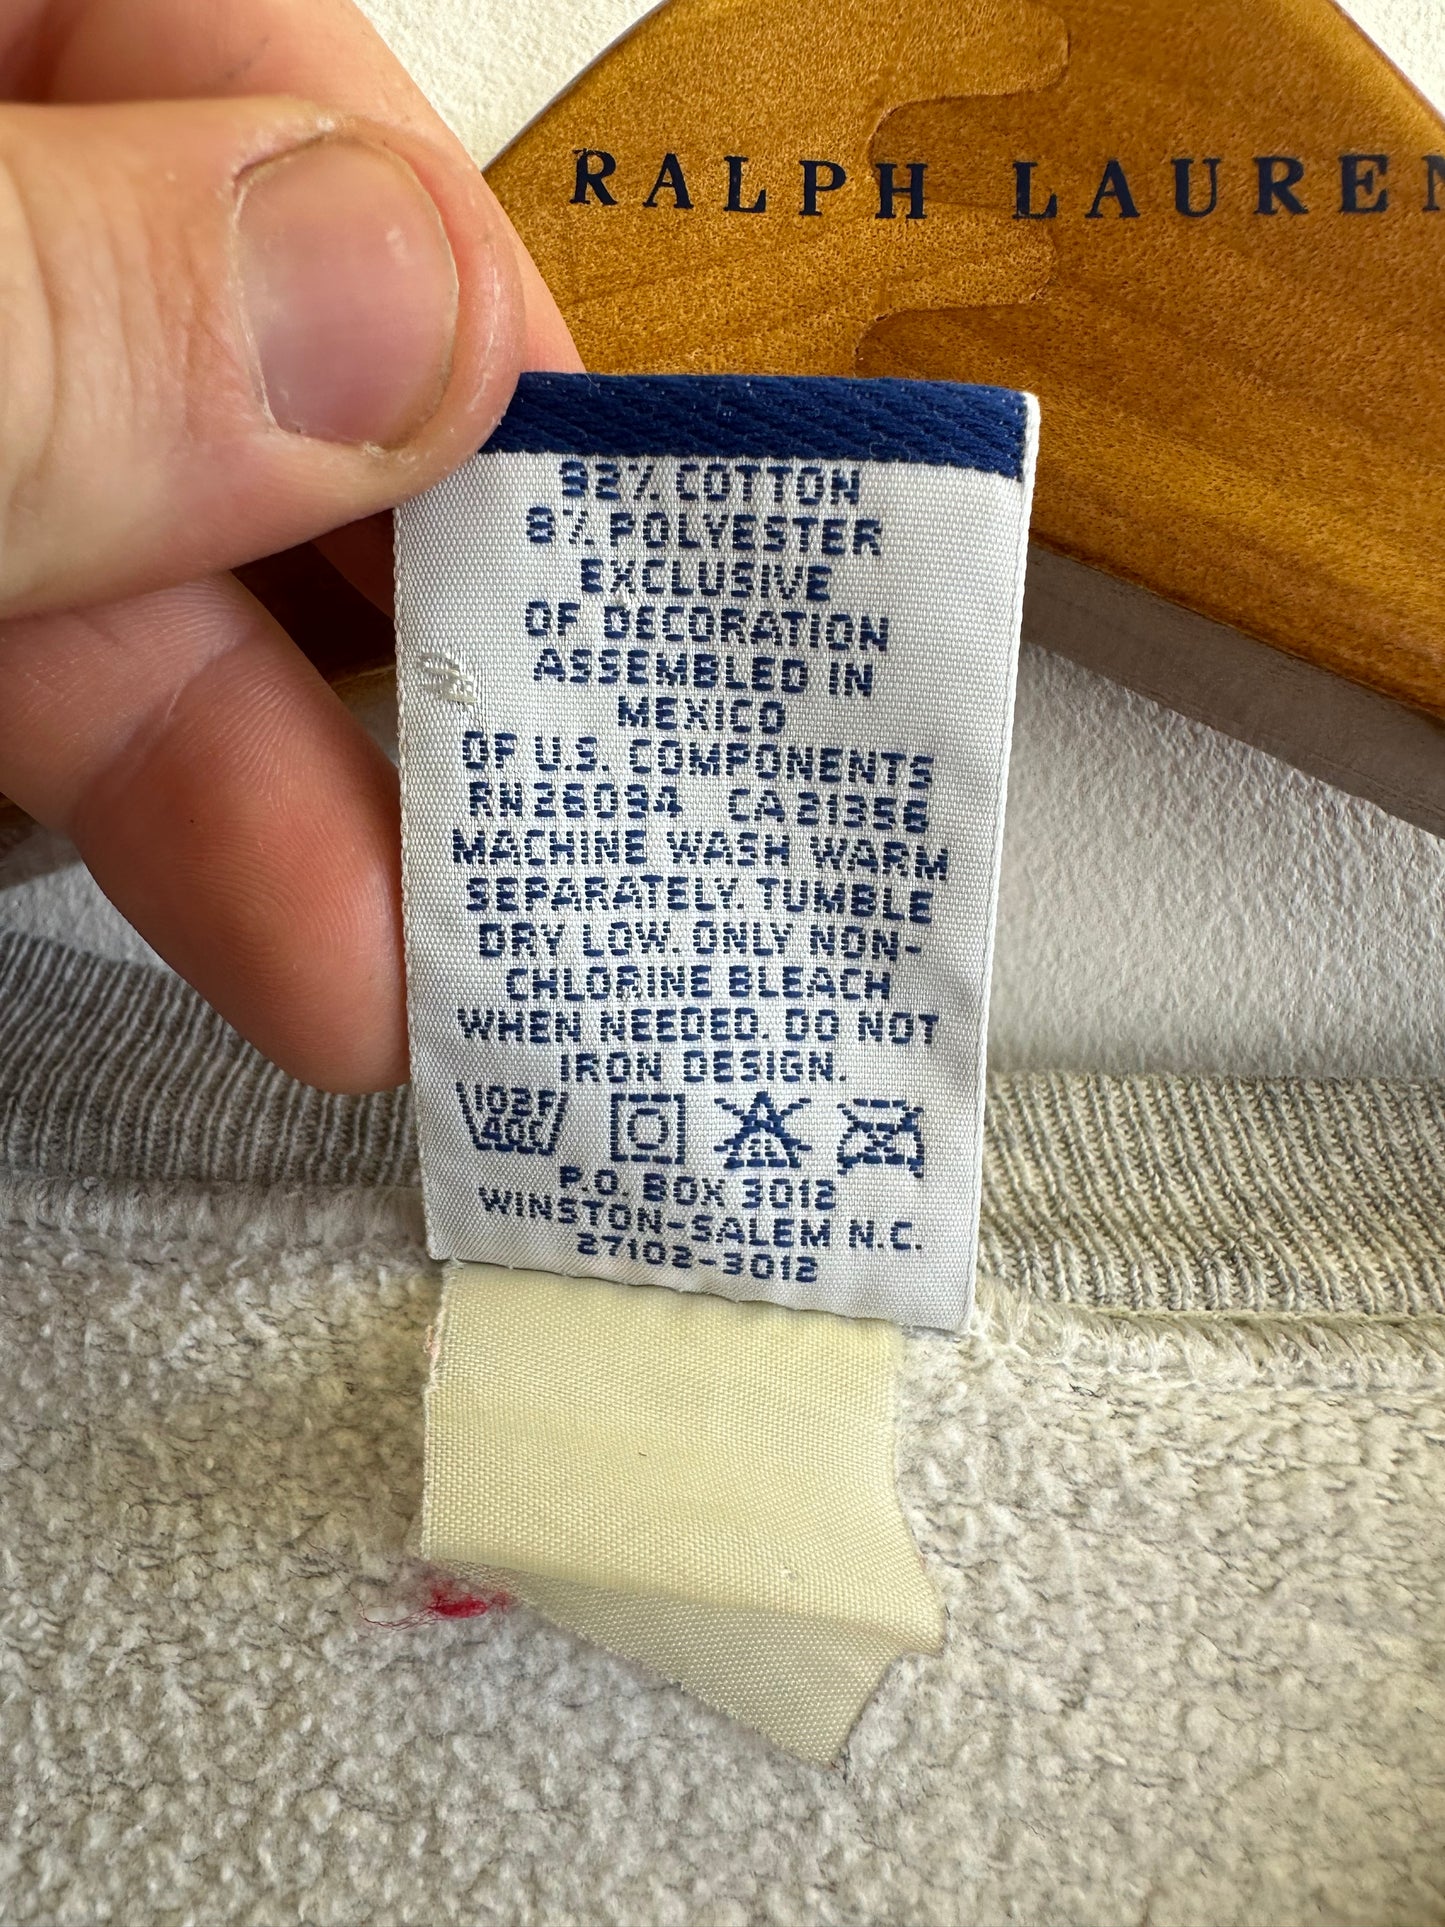 RALPH LAUREN
92% COTTON
8% POLYESTER
EXCLUSIVE
OF DECORATION
ASSEMBLED IN
MEXICO
OF U.S. COMPONENTS
RN26094 CA21356
MACHINE WASH WARM
SEPARATELY. TUMBLE
DRY LOW. ONLY NON-
CHLORINE BLEACH
WHEN NEEDED. DO NOT
IRON DESIGN.
102F
40C
P.O. BOX 3012
WINSTON-SALEM N.C.
27102-3012